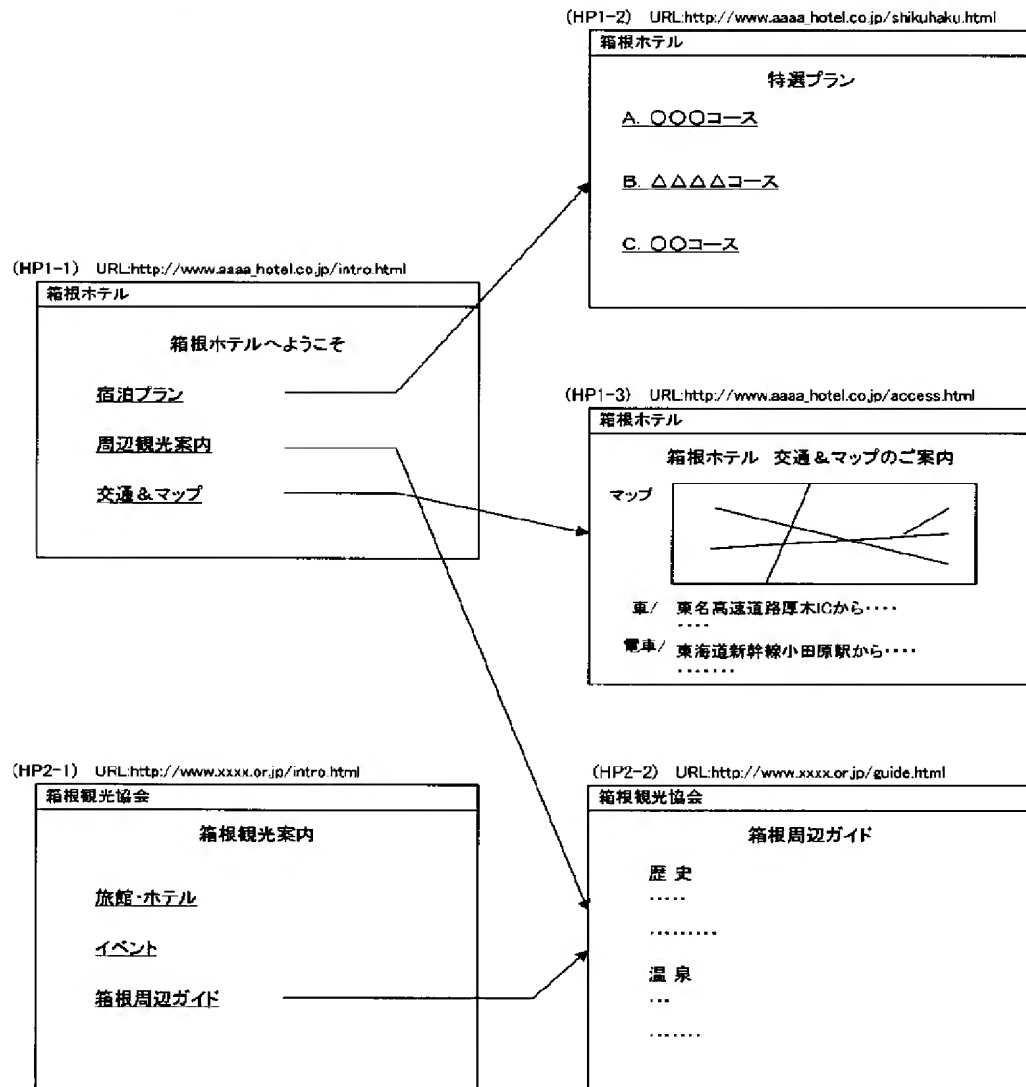 (HP1-2) URL:http://www.aaaa_hotel.co.jp/shikuhaku.html
箱根ホテル
特選プラン
A. 〇〇〇コース
B. △△△△コース
C. 〇〇コース
(HP1-1) URL:http://www.aaaa_hotel.co.jp/intro.html
箱根ホテル
箱根ホテルへようこそ
宿泊プラン
周辺観光案内
交通&マップ
(HP1-3) URL:http://www.aaaa_hotel.co.jp/access.html
箱根ホテル
箱根ホテル 交通&マップのご案内
マップ
車/ 東名高速道路厚木ICから・・・・
・・・・
電車/ 東海道新幹線小田原駅から・・・・
・・・・・・・
(HP2-1) URL:http://www.xxxx.or.jp/intro.html
箱根観光協会
箱根観光案内
旅館・ホテル
イベント
箱根周辺ガイド
(HP2-2) URL:http://www.xxxx.or.jp/guide.html
箱根観光協会
箱根周辺ガイド
歴 史
・・・・・
・・・・・・・・・
温 泉
・・・
・・・・・・・